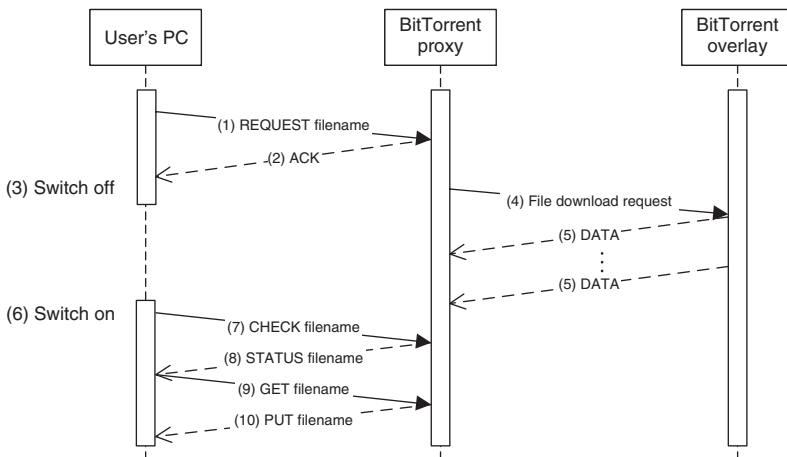 User's PC
BitTorrent
proxy
BitTorrent
overlay
(1) REQUEST filename
(2) ACK
(3) Switch off
(4) File download request
(5) DATA
(5) DATA
(6) Switch on
(7) CHECK filename
(8) STATUS filename
(9) GET filename
(10) PUT filename